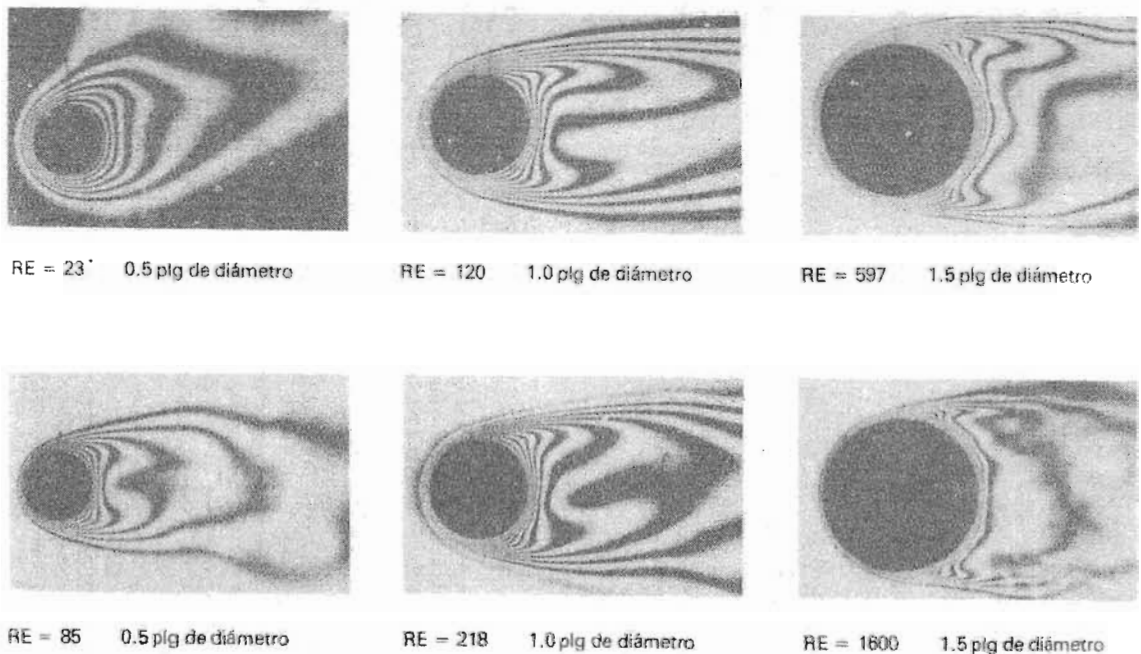 RE = 23 0.5 plg de diámetro
RE = 120 1.0 plg de diámetro
RE = 597 1.5 plg de diámetro
RE = 85 0.5 plg de diámetro
RE = 218 1.0 plg de diámetro
RE = 1600 1.5 plg de diámetro